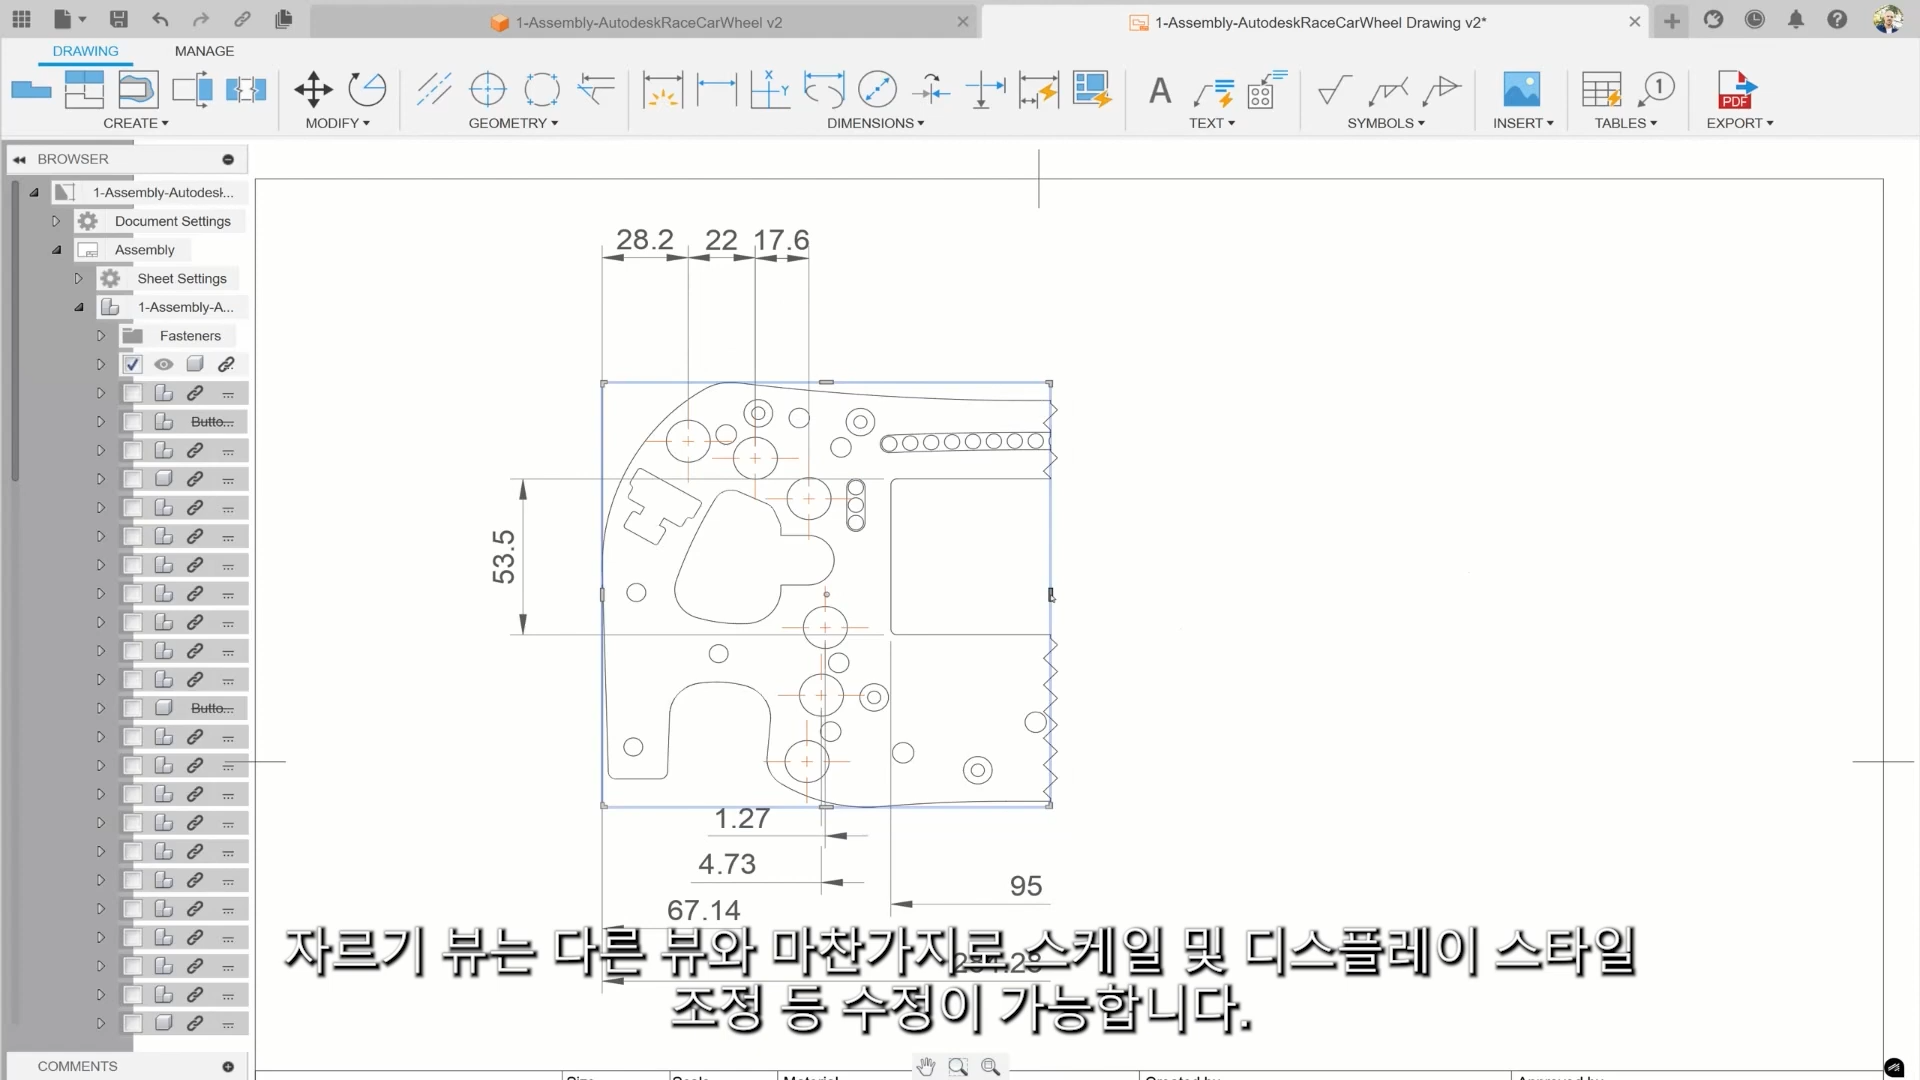 1-Assembly-AutodeskRaceCarWheel v2
1-Assembly-AutodeskRaceCarWheel Drawing v2*
DRAWING
MANAGE
CREATE
MODIFY
GEOMETRY
DIMENSIONS
TEXT
SYMBOLS
INSERT
TABLES
EXPORT
BROWSER
1-Assembly-Autodesk...
Document Settings
Assembly
Sheet Settings
1-Assembly-A...
Fasteners
Butto...
Butto...
COMMENTS
28.2
22
17.6
53.5
1.27
4.73
95
67.14
자르기 뷰는 다른 뷰와 마찬가지로 스케일 및 디스플레이 스타일
조정 등 수정이 가능합니다.